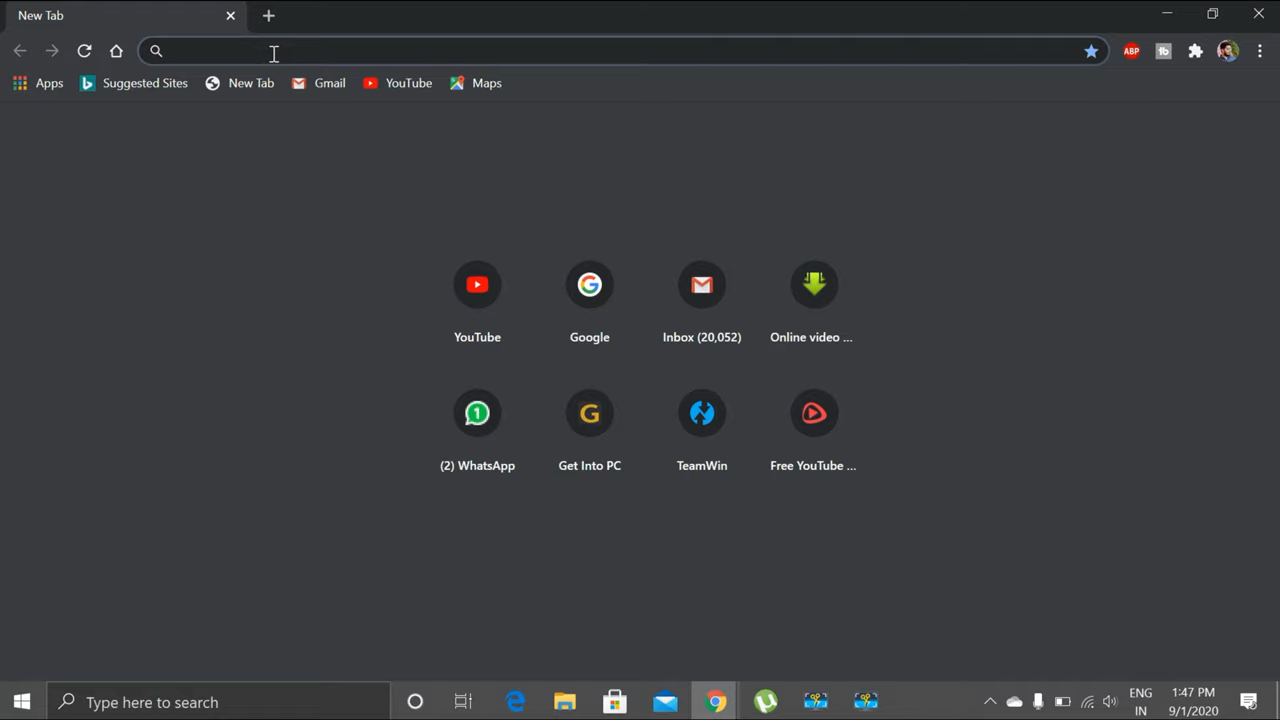 New Tab
Apps Suggested Sites New Tab Gmail YouTube Maps
ABP
YouTube Google Inbox (20,052) Online video ...
(2) WhatsApp Get Into PC TeamWin Free YouTube ...
Type here to search
ENG
IN
1:47 PM
9/1/2020